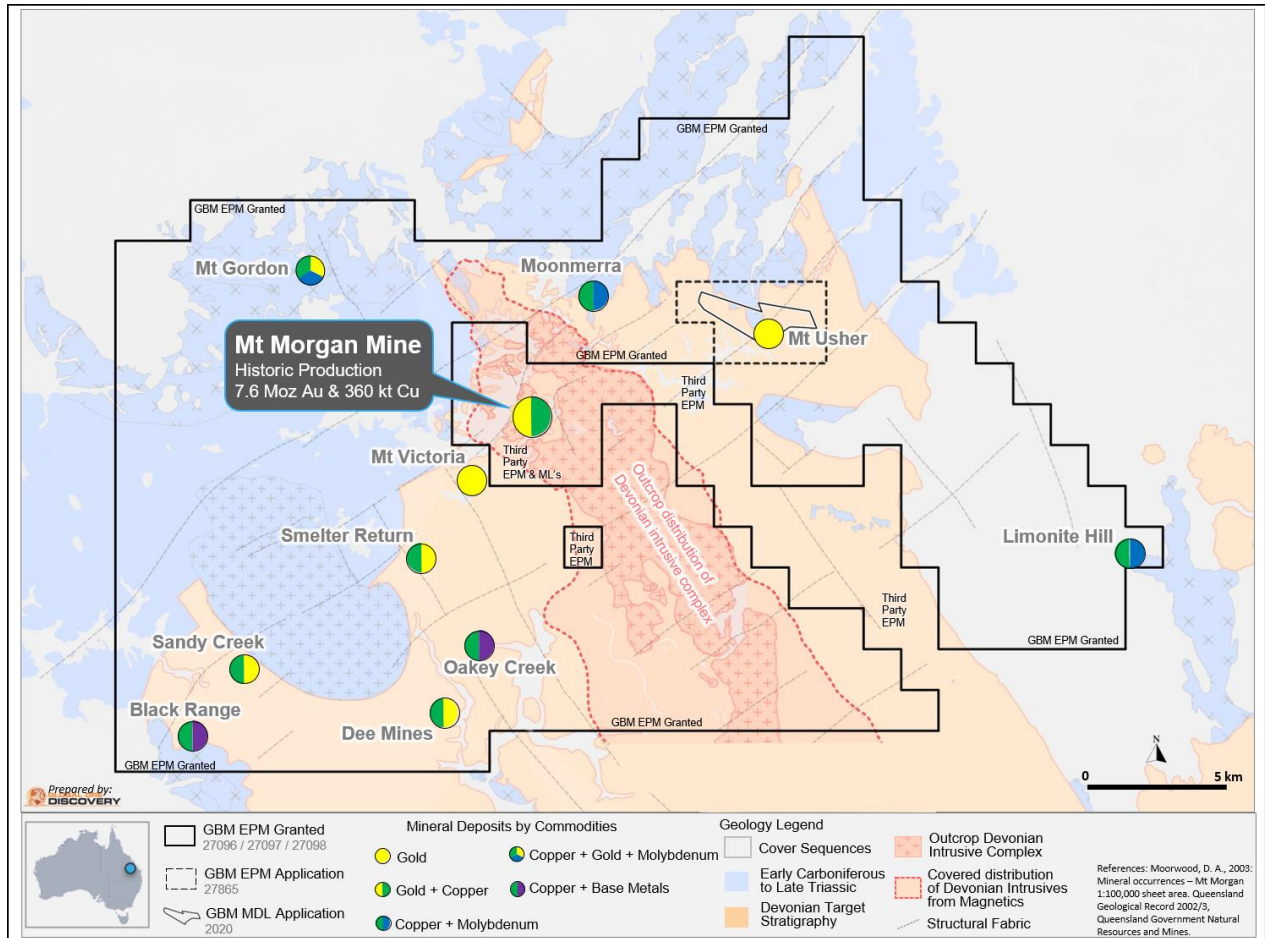 GBM EPM Granted
GBM EPM Granted
Mt Gordon
Moonmerra
Mt Usher
Mt Morgan Mine
Historic Production
7.6 Moz Au & 360 kt Cu
GBM EPM Granted
Third
Party
EPM
Mt Victoria
Third
Party
EPM & ML's
Outcrop distribution of
Devonian intrusive complex
Smelter Return
Third
Party
EPM
Limonite Hill
Third
Party
EPM
Sandy Creek
Oakey Creek
GBM EPM Granted
Black Range
Dee Mines
GBM EPM Granted
GBM EPM Granted
N
0 5 km
Prepared by:
GLOBAL ORE
DISCOVERY
GBM EPM Granted
27096 / 27097 / 27098
GBM EPM Application
27865
GBM MDL Application
2020
Mineral Deposits by Commodities
Gold
Gold + Copper
Copper + Molybdenum
Copper + Gold + Molybdenum
Copper + Base Metals
Geology Legend
Cover Sequences
Early Carboniferous
to Late Triassic
Devonian Target
Stratigraphy
Outcrop Devonian
Intrusive Complex
Covered distribution
of Devonian Intrusives
from Magnetics
Structural Fabric
References: Moorwood, D. A., 2003:
Mineral occurrences – Mt Morgan
1:100,000 sheet area. Queensland
Geological Record 2002/3,
Queensland Government Natural
Resources and Mines.